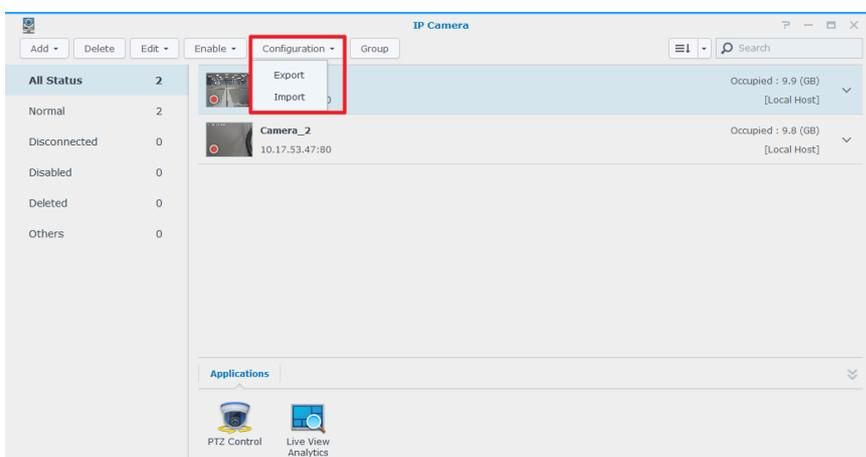 IP Camera
Add Delete Edit Enable Configuration Group Search
Export
Import
All Status 2
Normal 2
Disconnected 0
Disabled 0
Deleted 0
Others 0
Occupied : 9.9 (GB)
[Local Host]
Camera_2 Occupied : 9.8 (GB)
10.17.53.47:80 [Local Host]
Applications
PTZ Control
Live View
Analytics